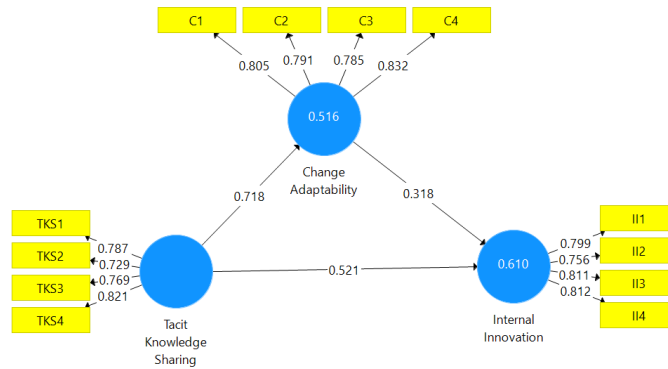 C1
C2
C3
C4
0.805
0.791
0.785
0.832
0.516
Change
Adaptability
0.718
0.318
TKS1
TKS2
TKS3
TKS4
0.787
0.729
0.769
0.821
Tacit
Knowledge
Sharing
0.521
0.610
Internal
Innovation
0.799
0.756
0.811
0.812
II1
II2
II3
II4